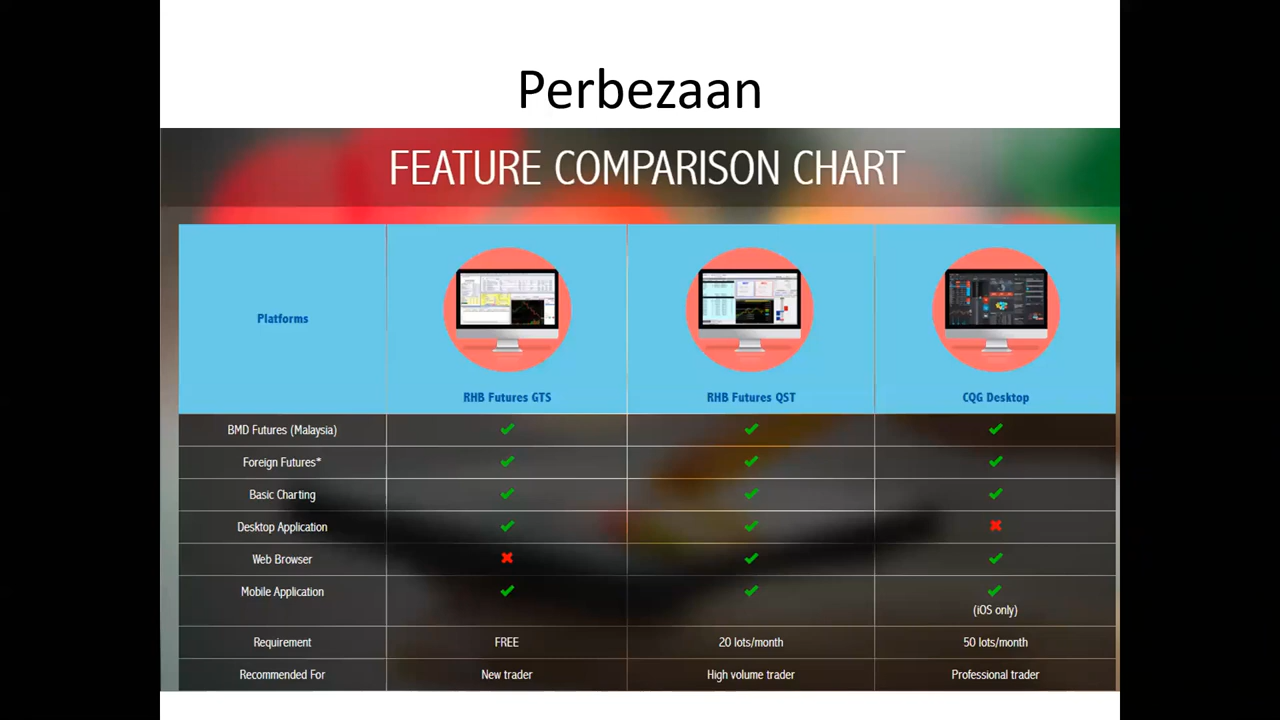 Perbezaan
FEATURE COMPARISON CHART
Platforms
RHB Futures GTS
RHB Futures QST
CQG Desktop
BMD Futures (Malaysia) ✔ ✔ ✔
Foreign Futures* ✔ ✔ ✔
Basic Charting ✔ ✔ ✔
Desktop Application ✔ ✔ ✖
Web Browser ✖ ✔ ✔
Mobile Application ✔ ✔ ✔
(iOS only)
Requirement FREE 20 lots/month 50 lots/month
Recommended For New trader High volume trader Professional trader